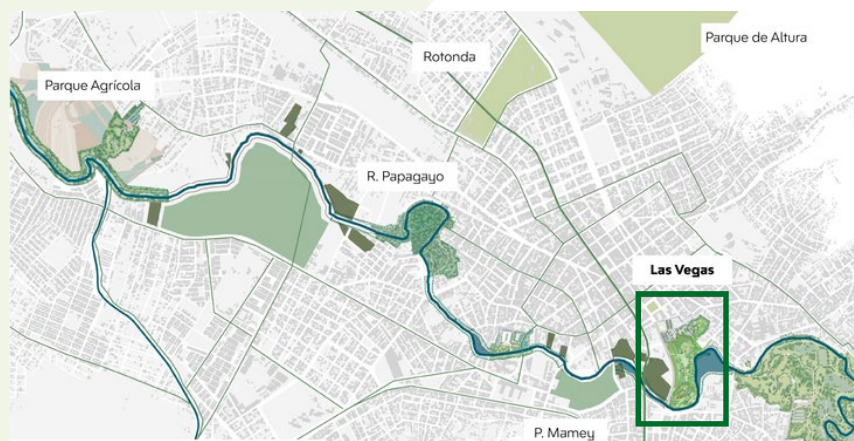 Parque de Altura
Rotonda
Parque Agrícola
R. Papagayo
Las Vegas
P. Mamey